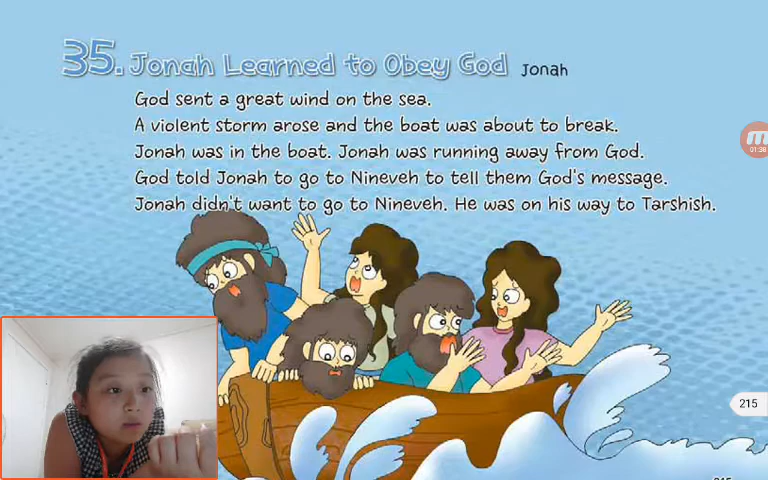 35. Jonah Learned to Obey God Jonah
God sent a great wind on the sea.
A violent storm arose and the boat was about to break.
Jonah was in the boat. Jonah was running away from God.
God told Jonah to go to Nineveh to tell them God's message.
Jonah didn't want to go to Nineveh. He was on his way to Tarshish.
01:38
215